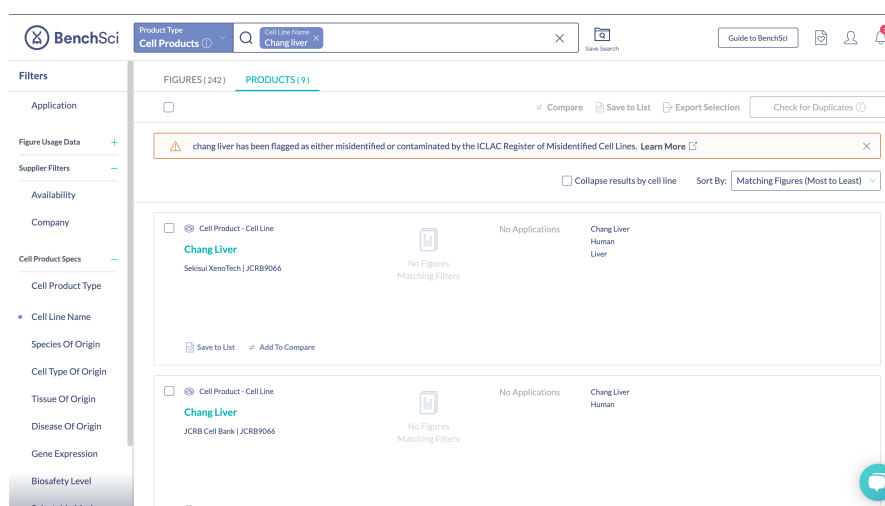 BenchSci
Product Type
Cell Products
Cell Line Name
Chang liver
Save Search
Guide to BenchSci
Filters
Application
Figure Usage Data
Supplier Filters
Availability
Company
Cell Product Specs
Cell Product Type
Cell Line Name
Species Of Origin
Cell Type Of Origin
Tissue Of Origin
Disease Of Origin
Gene Expression
Biosafety Level
FIGURES (242)
PRODUCTS (9)
Compare
Save to List
Export Selection
Check for Duplicates
chang liver has been flagged as either misidentified or contaminated by the ICLAC Register of Misidentified Cell Lines. Learn More
Collapse results by cell line
Sort By:
Matching Figures (Most to Least)
Cell Product - Cell Line
Chang Liver
Sekisui XenoTech | JCRB9066
No Figures
Matching Filters
No Applications
Chang Liver
Human
Liver
Save to List
Add To Compare
Cell Product - Cell Line
Chang Liver
JCRB Cell Bank | JCRB9066
No Figures
Matching Filters
No Applications
Chang Liver
Human